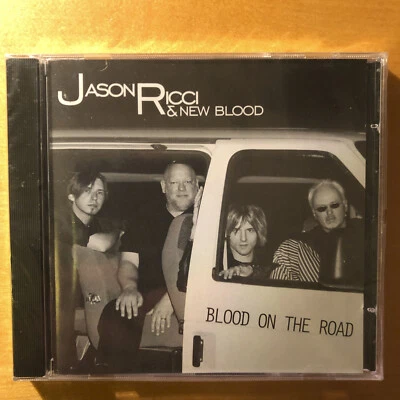 JASON RICCI
& NEW BLOOD
BLOOD ON THE ROAD